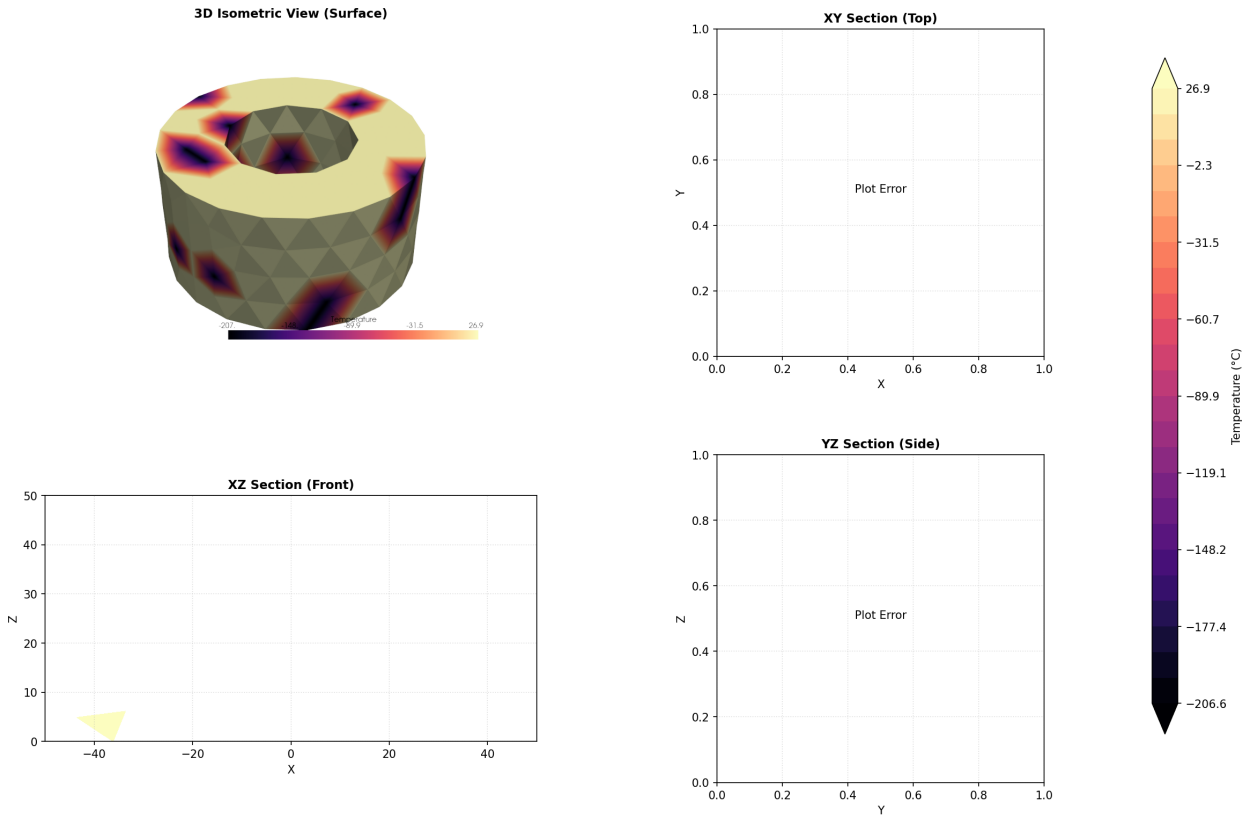 3D Isometric View (Surface)
Temperature
-207. -148. -89.9 -31.5 26.9
XY Section (Top)
1.0
0.8
0.6
0.4
0.2
0.0
Y
Plot Error
0.0 0.2 0.4 0.6 0.8 1.0
X
XZ Section (Front)
50
40
30
20
10
0
Z
−40 −20 0 20 40
X
YZ Section (Side)
1.0
0.8
0.6
0.4
0.2
0.0
Z
Plot Error
0.0 0.2 0.4 0.6 0.8 1.0
Y
26.9
−2.3
−31.5
−60.7
−89.9
−119.1
−148.2
−177.4
−206.6
Temperature (°C)